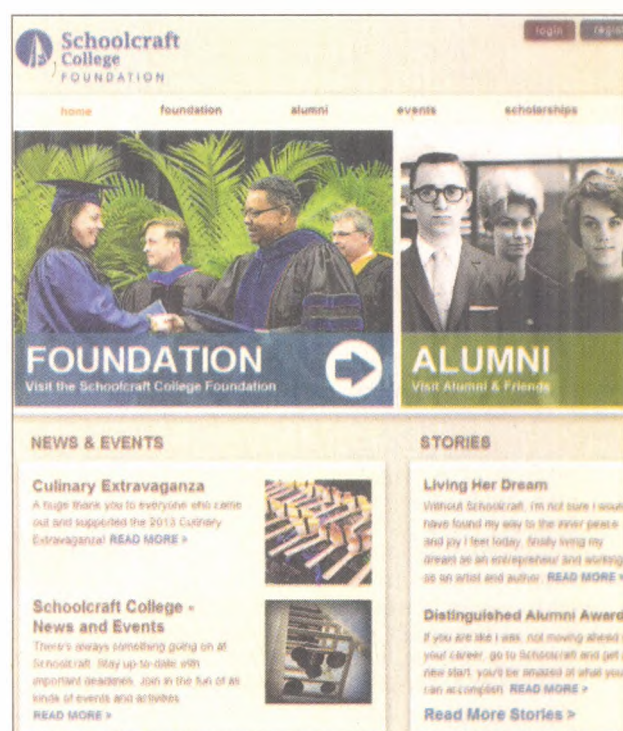 Schoolcraft
College
FOUNDATION
login
home foundation alumni events scholarships
FOUNDATION
Visit the Schoolcraft College Foundation
ALUMNI
Visit Alumni & Friends
NEWS & EVENTS
Culinary Extravaganza
A huge thank you to everyone who came
out and supported the 2013 Culinary
Extravaganza! READ MORE »
Schoolcraft College -
News and Events
There's always something going on at
Schoolcraft. Stay up-to-date with
important deadlines. Join in the fun of all
kinds of events and activities.
READ MORE »
STORIES
Living Her Dream
Without Schoolcraft, I'm not sure I would
have found my way to the inner peace
and joy I feel today, finally living my
dream as an entrepreneur and working
as an artist and author. READ MORE »
Distinguished Alumni Award
If you are like I was, not moving ahead
your career, go to Schoolcraft and get
new start, you'll be amazed at what you
can accomplish. READ MORE »
Read More Stories >